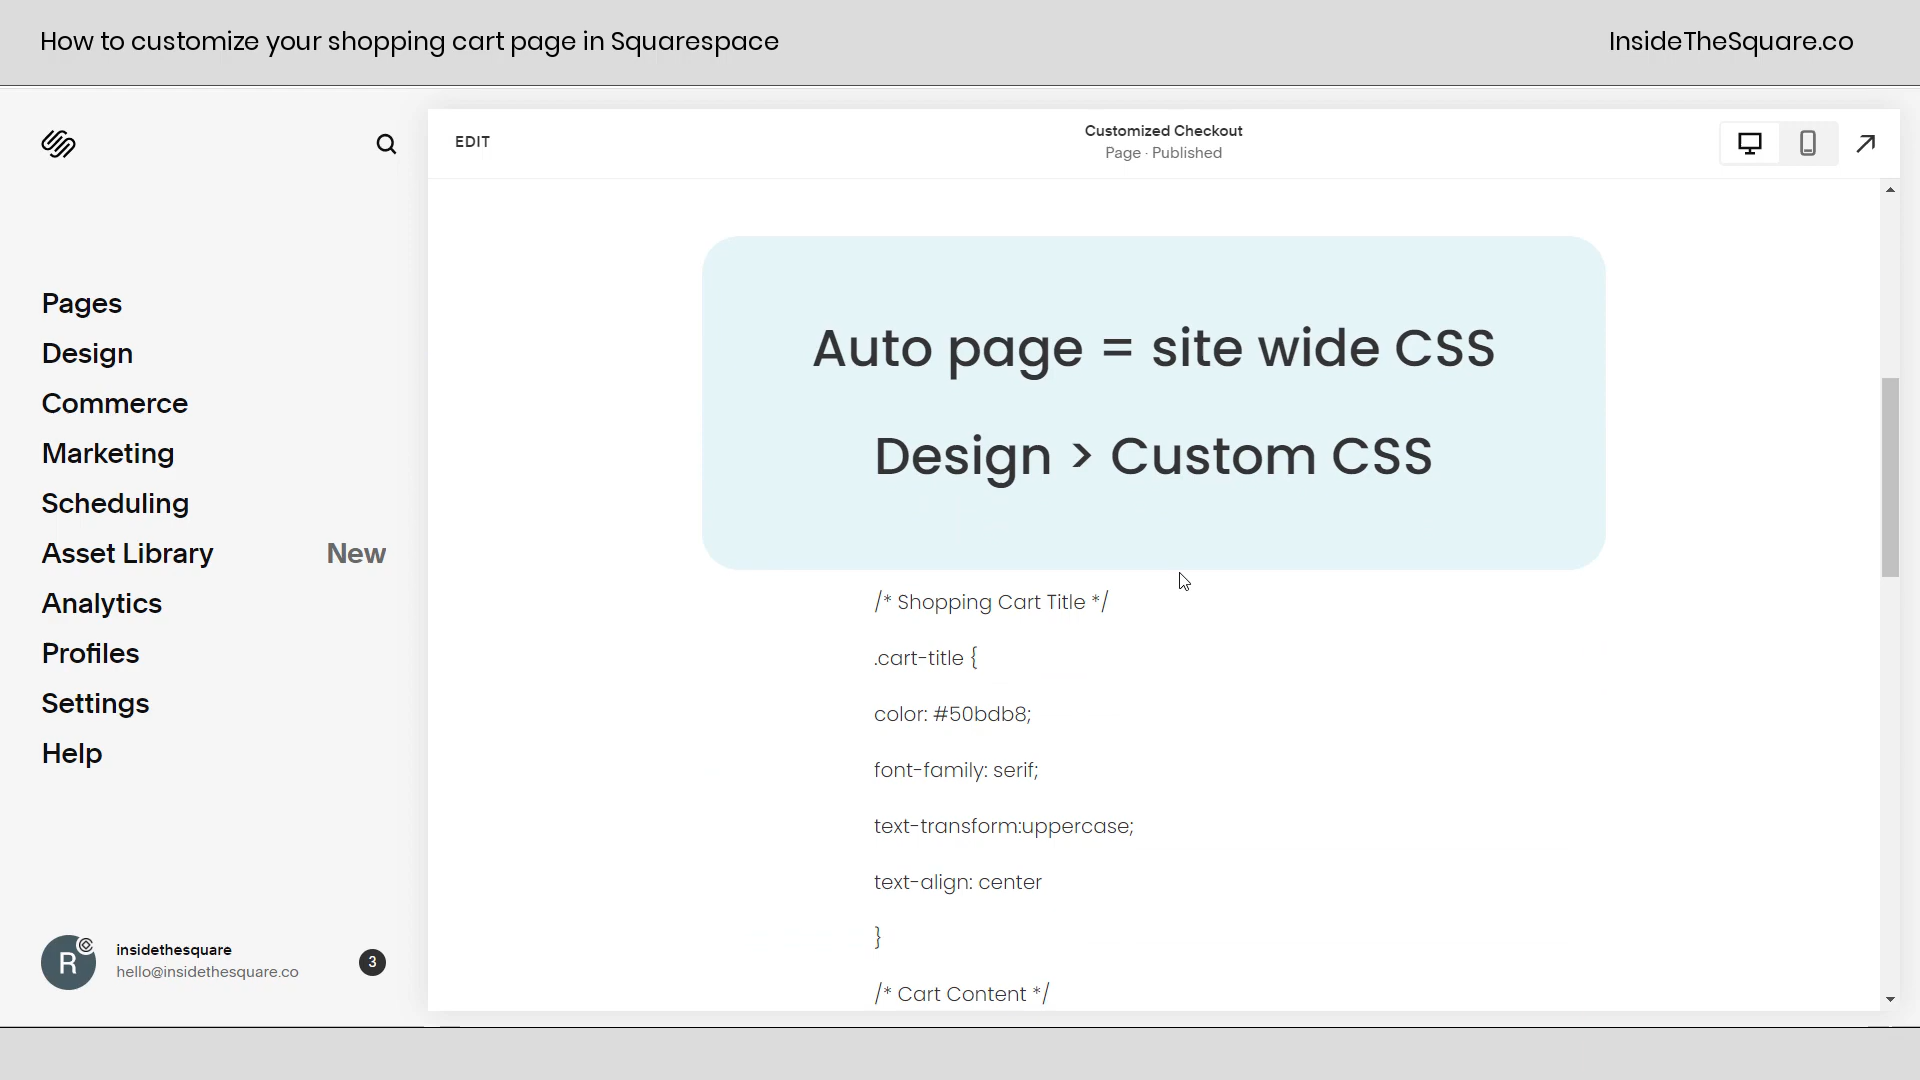 How to customize your shopping cart page in Squarespace
InsideTheSquare.co
EDIT
Customized Checkout
Page · Published
Pages
Design
Commerce
Marketing
Scheduling
Asset Library
New
Analytics
Profiles
Settings
Help
R
insidethesquare
hello@insidethesquare.co
3
Auto page = site wide CSS
Design > Custom CSS
/* Shopping Cart Title */
.cart-title {
color: #50bdb8;
font-family: serif;
text-transform:uppercase;
text-align: center
}
/* Cart Content */